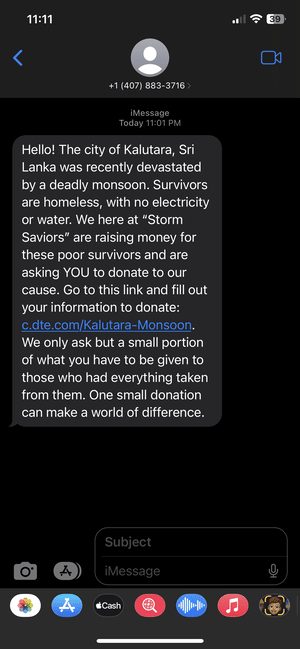 11:11
39
+1 (407) 883-3716
iMessage
Today 11:01 PM
Hello! The city of Kalutara, Sri
Lanka was recently devastated
by a deadly monsoon. Survivors
are homeless, with no electricity
or water. We here at “Storm
Saviors” are raising money for
these poor survivors and are
asking YOU to donate to our
cause. Go to this link and fill out
your information to donate:
c.dte.com/Kalutara-Monsoon.
We only ask but a small portion
of what you have to be given to
those who had everything taken
from them. One small donation
can make a world of difference.
Subject
iMessage
Cash